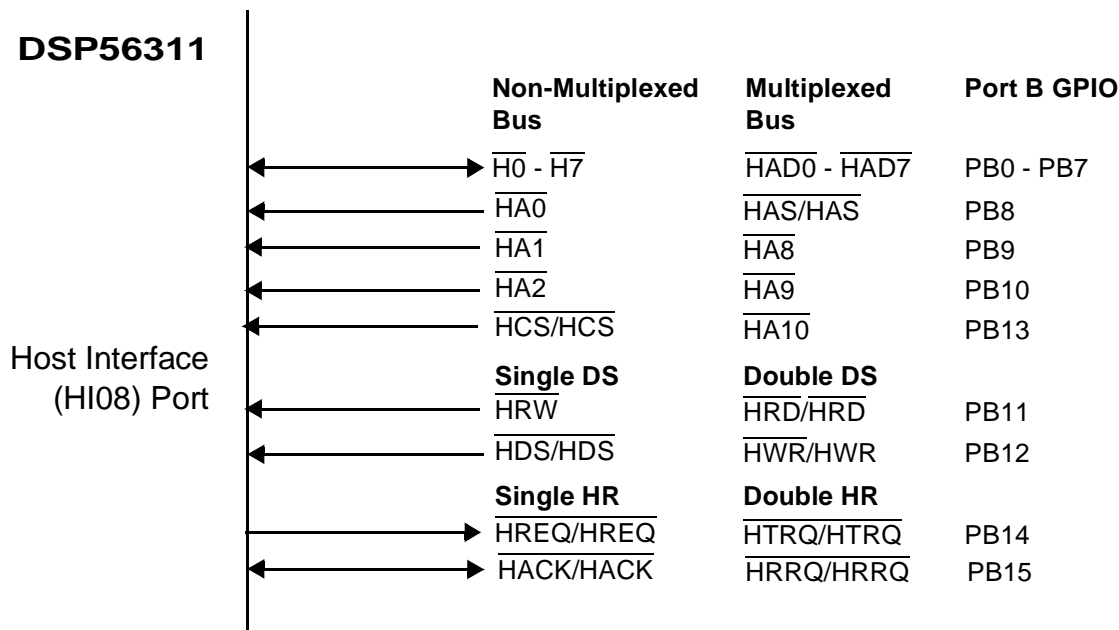 DSP56311
Non-Multiplexed Bus Multiplexed Bus Port B GPIO
H0 - H7 HAD0 - HAD7 PB0 - PB7
HA0 HAS/HAS PB8
HA1 HA8 PB9
HA2 HA9 PB10
HCS/HCS HA10 PB13
Host Interface
(HI08) Port
Single DS Double DS
HRW HRD/HRD PB11
HDS/HDS HWR/HWR PB12
Single HR Double HR
HREQ/HREQ HTRQ/HTRQ PB14
HACK/HACK HRRQ/HRRQ PB15